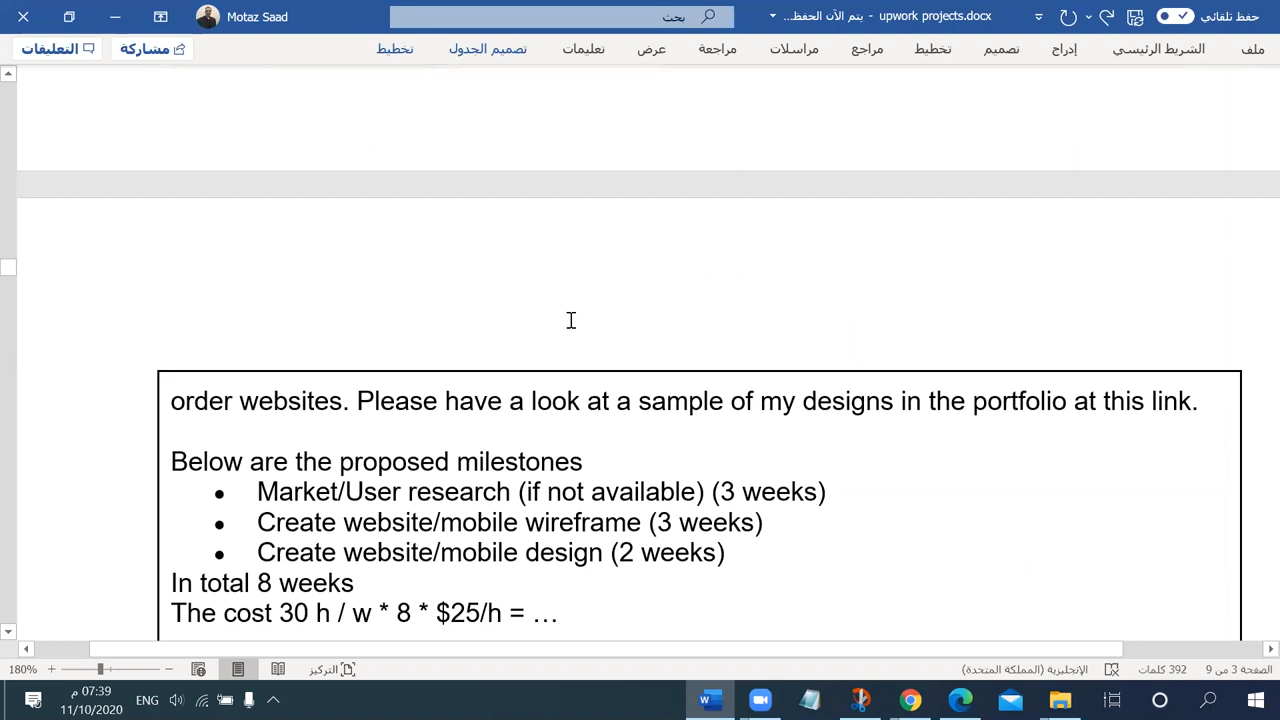 حفظ تلقائي
upwork projects.docx - يتم الآن الحفظ...
بحث
Motaz Saad
ملف الشريط الرئيسي إدراج تصميم تخطيط مراجع مراسلات مراجعة عرض تعليمات تصميم الجدول تخطيط
مشاركة
التعليقات
order websites. Please have a look at a sample of my designs in the portfolio at this link.
Below are the proposed milestones
• Market/User research (if not available) (3 weeks)
• Create website/mobile wireframe (3 weeks)
• Create website/mobile design (2 weeks)
In total 8 weeks
The cost 30 h / w * 8 * $25/h = …
الصفحة 3 من 9 392 كلمات الإنجليزية (المملكة المتحدة)
التركيز
180%
07:39 م
ENG
11/10/2020